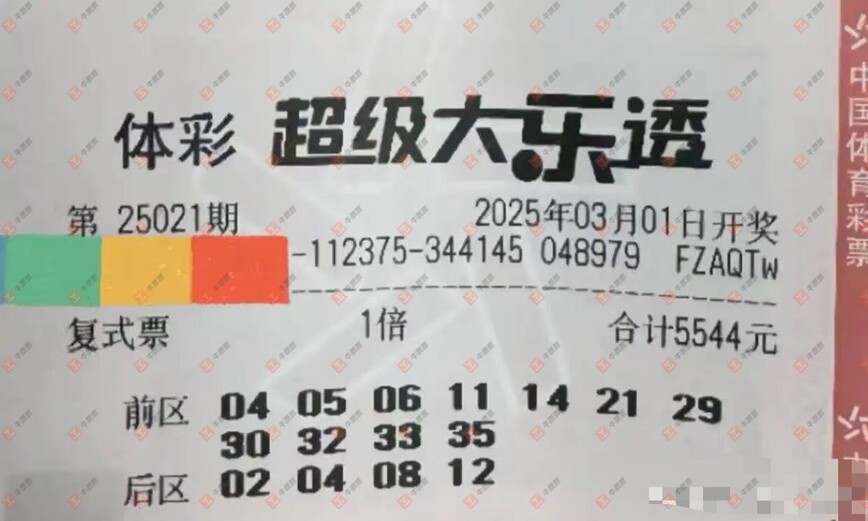 体彩 超级大乐透
第 25021期 2025年03月01日开奖
-112375-344145 048979 FZAQTw
复式票 1倍 合计5544元
前区 04 05 06 11 14 21 29
30 32 33 35
后区 02 04 08 12
中国体育彩票